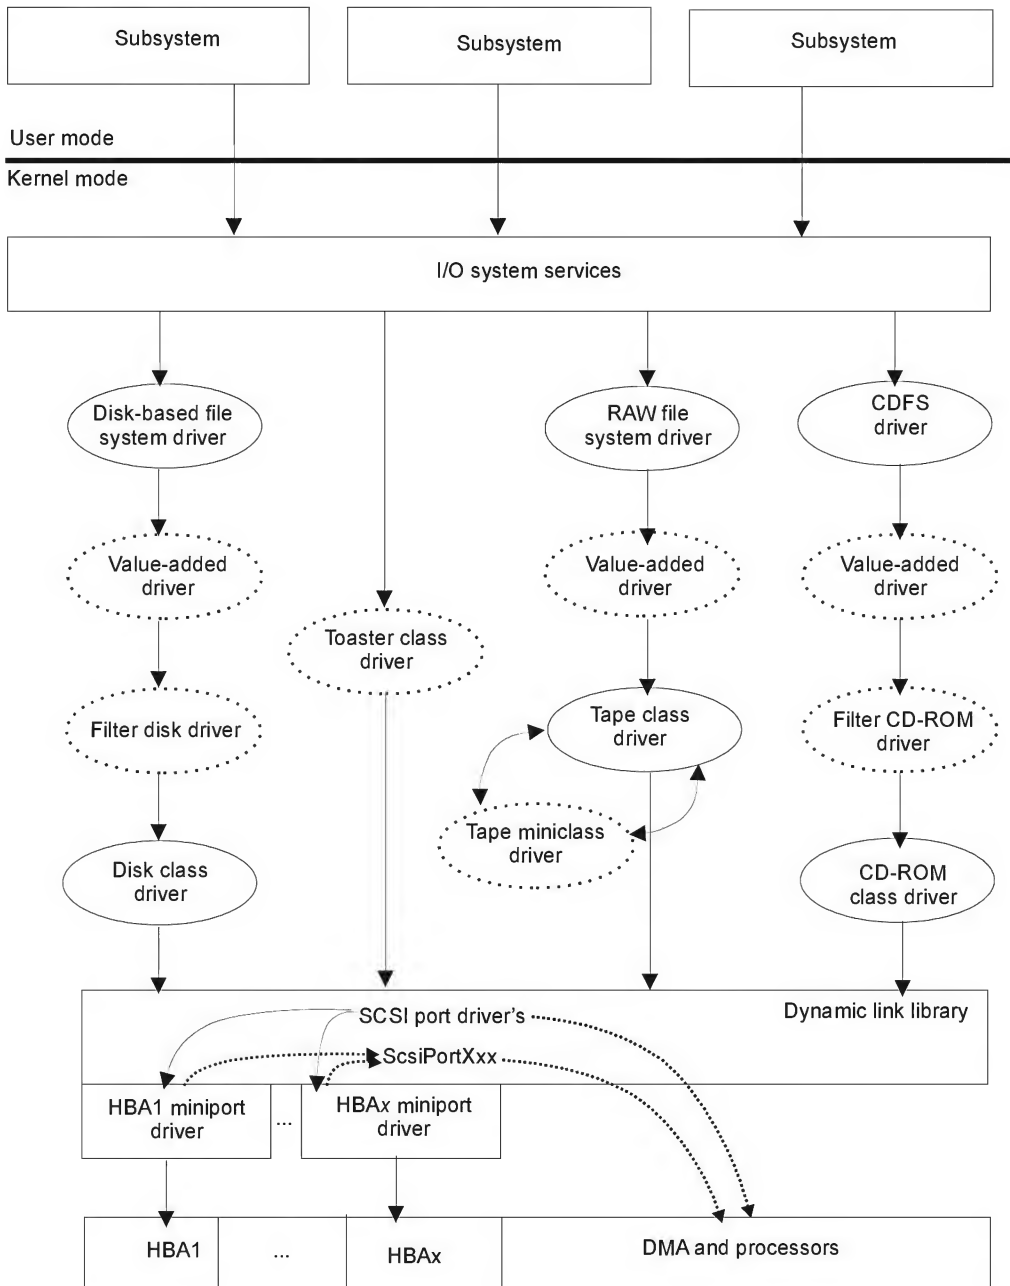 Subsystem
Subsystem
Subsystem
User mode
Kernel mode
I/O system services
Disk-based file
system driver
RAW file
system driver
CDFS
driver
Value-added
driver
Value-added
driver
Value-added
driver
Toaster class
driver
Filter disk driver
Tape class
driver
Filter CD-ROM
driver
Tape miniclass
driver
Disk class
driver
CD-ROM
class driver
Dynamic link library
SCSI port driver's
ScsiPortXxx
HBA1 miniport
driver
...
HBAx miniport
driver
HBA1
...
HBAx
DMA and processors